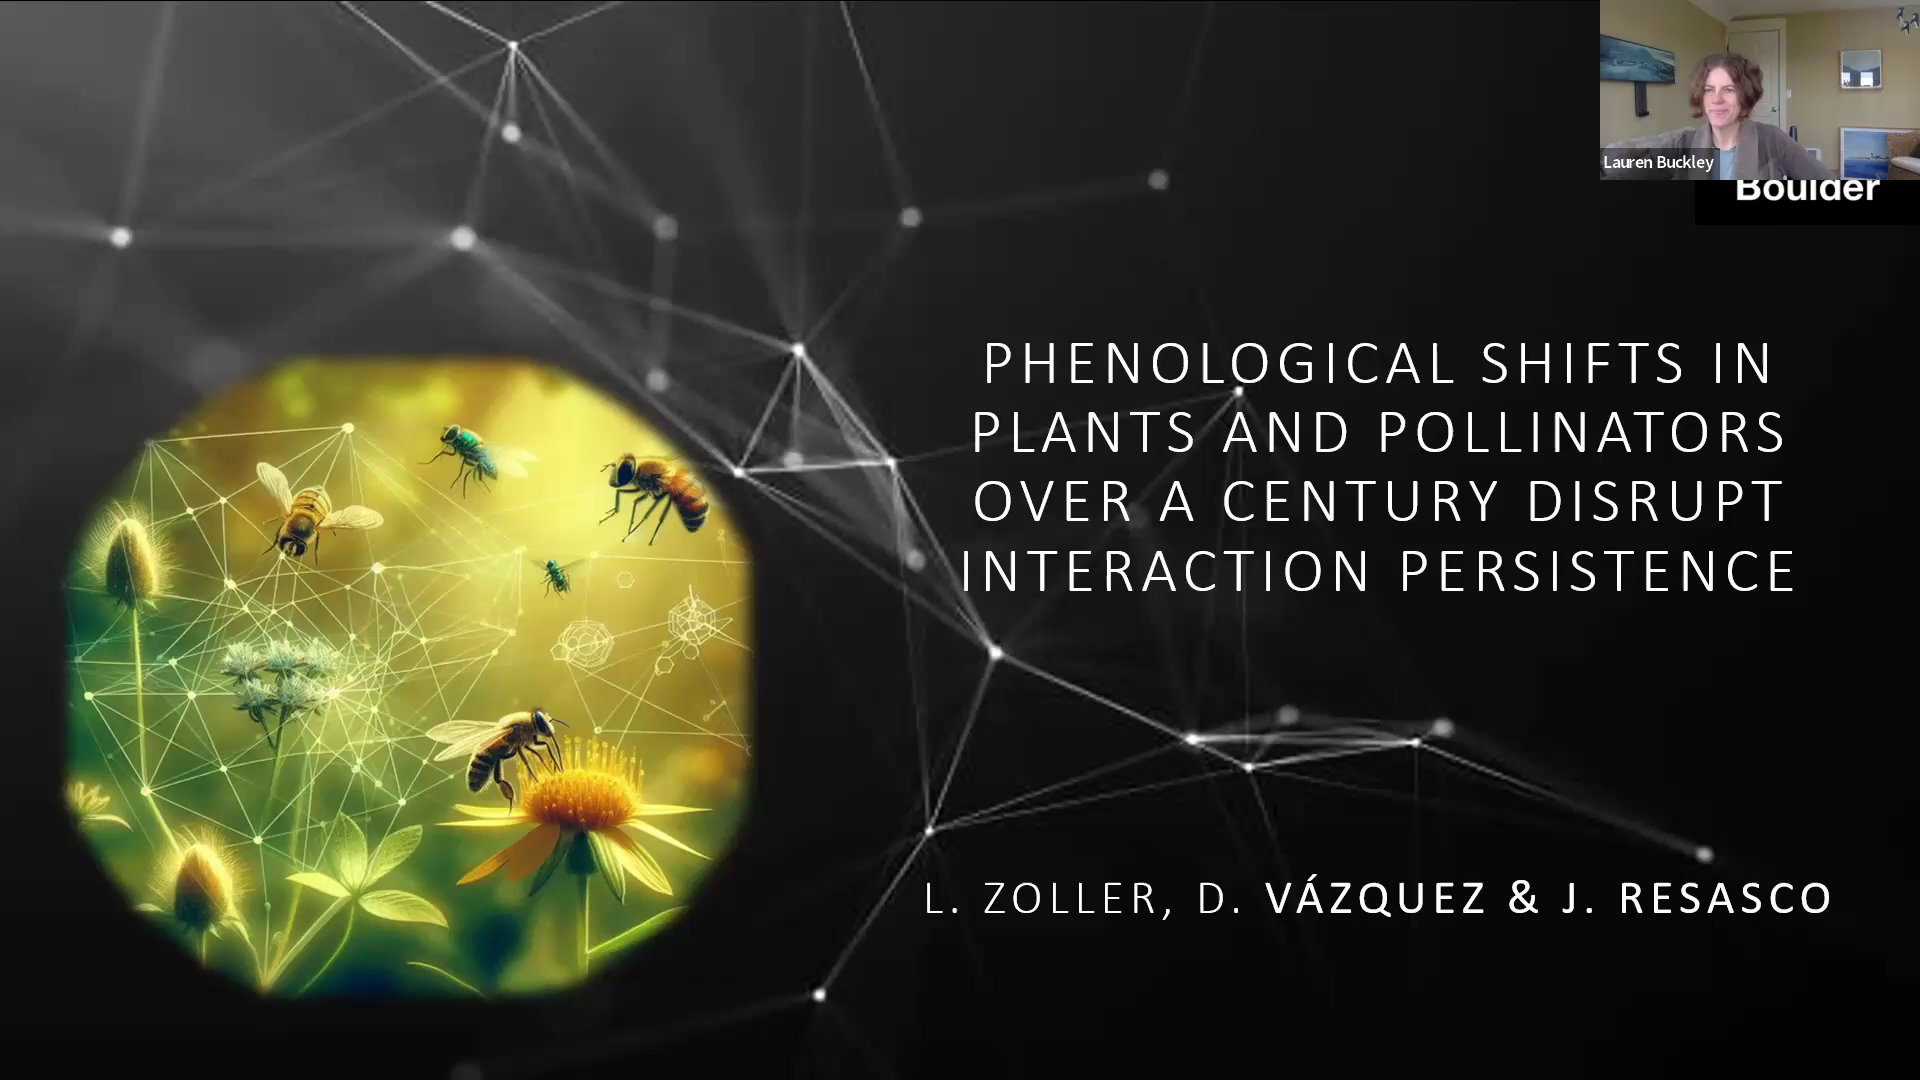 Lauren Buckley
Boulder
PHENOLOGICAL SHIFTS IN
PLANTS AND POLLINATORS
OVER A CENTURY DISRUPT
INTERACTION PERSISTENCE
L. ZOLLER, D. VÁZQUEZ & J. RESASCO